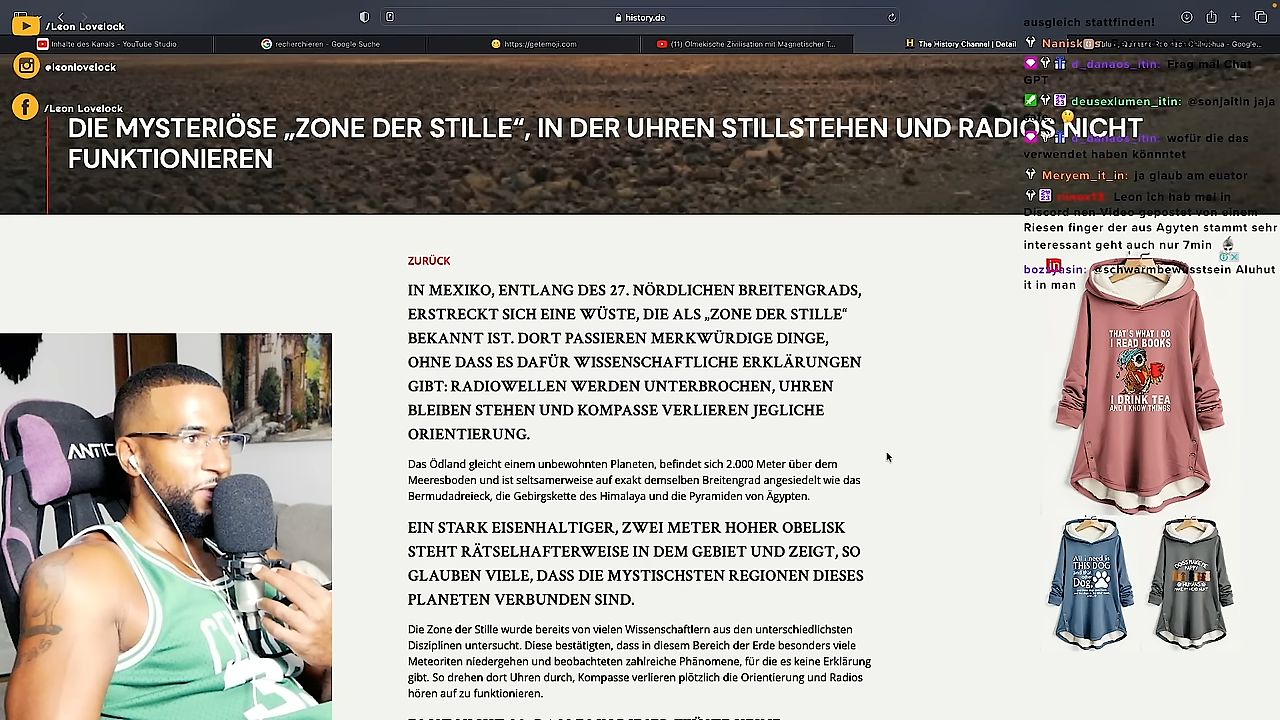 /Leon Lovelock
history.de
Inhalte des Kanals - YouTube Studio
recherchieren - Google Suche
https://getemoji.com
(11) Olmekische Zivilisation mit Magnetischer T...
The History Channel | Detail
@leonlovelock
/Leon Lovelock
DIE MYSTERIÖSE „ZONE DER STILLE“, IN DER UHREN STILLSTEHEN UND RADIOS NICHT
FUNKTIONIEREN
ausgleich stattfinden!
d_danaos_itin: Frag mal Chat
GPT
deusexlumen_itin: @sonjaitin jaja
d_danaos_itin: wofür die das
verwendet haben könnntet
Meryem_it_in: ja glaub am euator
Leon ich hab mal in
Discord nen Video gepostet von einem
Riesen finger der aus Agyten stammt sehr
interessant geht auch nur 7min
bozzyasin: @schwarmbewusstsein Aluhut
it in man
ZURÜCK
IN MEXIKO, ENTLANG DES 27. NÖRDLICHEN BREITENGRADS,
ERSTRECKT SICH EINE WÜSTE, DIE ALS „ZONE DER STILLE“
BEKANNT IST. DORT PASSIEREN MERKWÜRDIGE DINGE,
OHNE DASS ES DAFÜR WISSENSCHAFTLICHE ERKLÄRUNGEN
GIBT: RADIOWELLEN WERDEN UNTERBROCHEN, UHREN
BLEIBEN STEHEN UND KOMPASSE VERLIEREN JEGLICHE
ORIENTIERUNG.
Das Ödland gleicht einem unbewohnten Planeten, befindet sich 2.000 Meter über dem
Meeresboden und ist seltsamerweise auf exakt demselben Breitengrad angesiedelt wie das
Bermudadreieck, die Gebirgskette des Himalaya und die Pyramiden von Ägypten.
EIN STARK EISENHALTIGER, ZWEI METER HOHER OBELISK
STEHT RÄTSELHAFTERWEISE IN DEM GEBIET UND ZEIGT, SO
GLAUBEN VIELE, DASS DIE MYSTISCHSTEN REGIONEN DIESES
PLANETEN VERBUNDEN SIND.
Die Zone der Stille wurde bereits von vielen Wissenschaftlern aus den unterschiedlichsten
Disziplinen untersucht. Diese bestätigten, dass in diesem Bereich der Erde besonders viele
Meteoriten niedergehen und beobachteten zahlreiche Phänomene, für die es keine Erklärung
gibt. So drehen dort Uhren durch, Kompasse verlieren plötzlich die Orientierung und Radios
hören auf zu funktionieren.
THAT'S WHAT I DO
I READ BOOKS
I DRINK TEA
AND I KNOW THINGS
All i need is
THIS DOG
Dog
ANTIC